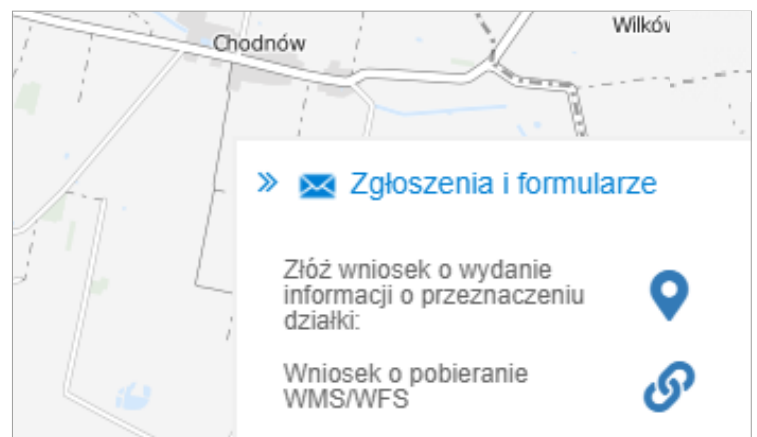 Chodnów
Wilków
Zgłoszenia i formularze
Złóż wniosek o wydanie
informacji o przeznaczeniu
działki:
Wniosek o pobieranie
WMS/WFS